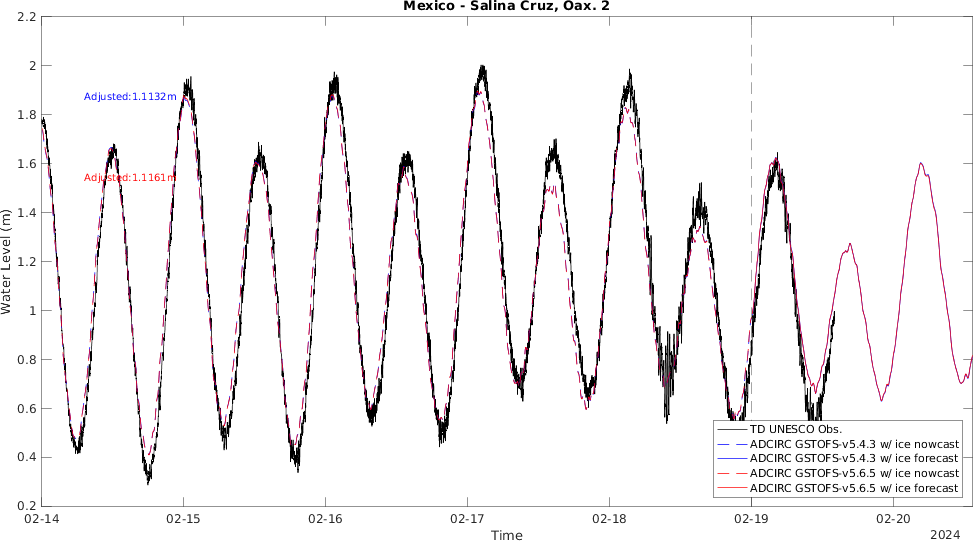 Mexico - Salina Cruz, Oax. 2
2.2
2
1.8
1.6
1.4
1.2
1
0.8
0.6
0.4
0.2
Water Level (m)
Adjusted:1.1132m
Adjusted:1.1161m
TD UNESCO Obs.
ADCIRC GSTOFS-v5.4.3 w/ ice nowcast
ADCIRC GSTOFS-v5.4.3 w/ ice forecast
ADCIRC GSTOFS-v5.6.5 w/ ice nowcast
ADCIRC GSTOFS-v5.6.5 w/ ice forecast
02-14 02-15 02-16 02-17 02-18 02-19 02-20
Time
2024